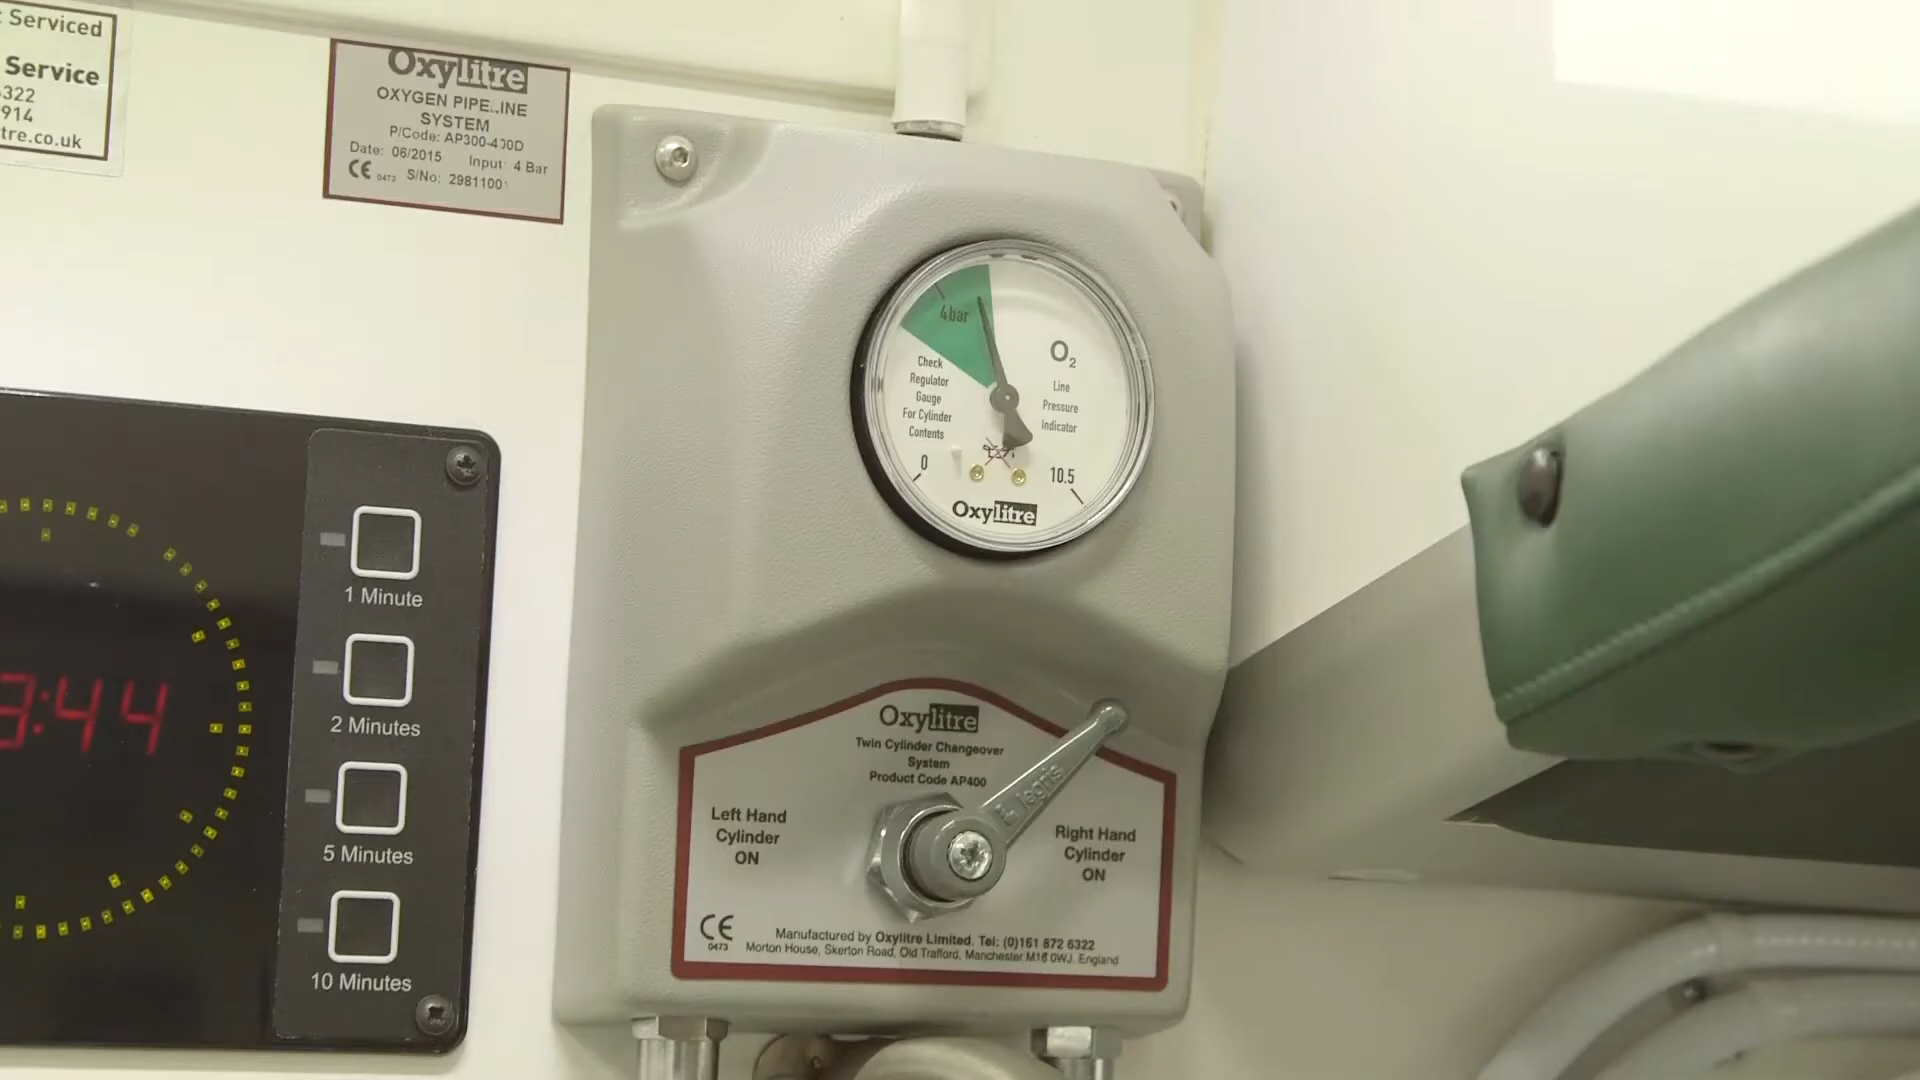 Serviced
Service
6322
914
tre.co.uk
Oxylitre
OXYGEN PIPELINE
SYSTEM
P/Code: AP300-400D
Date: 06/2015 Input: 4 Bar
CE 0473 S/No: 2981100
4 bar
O₂
Check
Regulator
Gauge
For Cylinder
Contents
Line
Pressure
Indicator
0
10.5
Oxylitre
3:44
1 Minute
2 Minutes
5 Minutes
10 Minutes
Oxylitre
Twin Cylinder Changeover
System
Product Code AP400
legris
Left Hand
Cylinder
ON
Right Hand
Cylinder
ON
CE
0473
Manufactured by Oxylitre Limited. Tel: (0)161 872 6322
Morton House, Skerton Road, Old Trafford, Manchester M16 0WJ. England